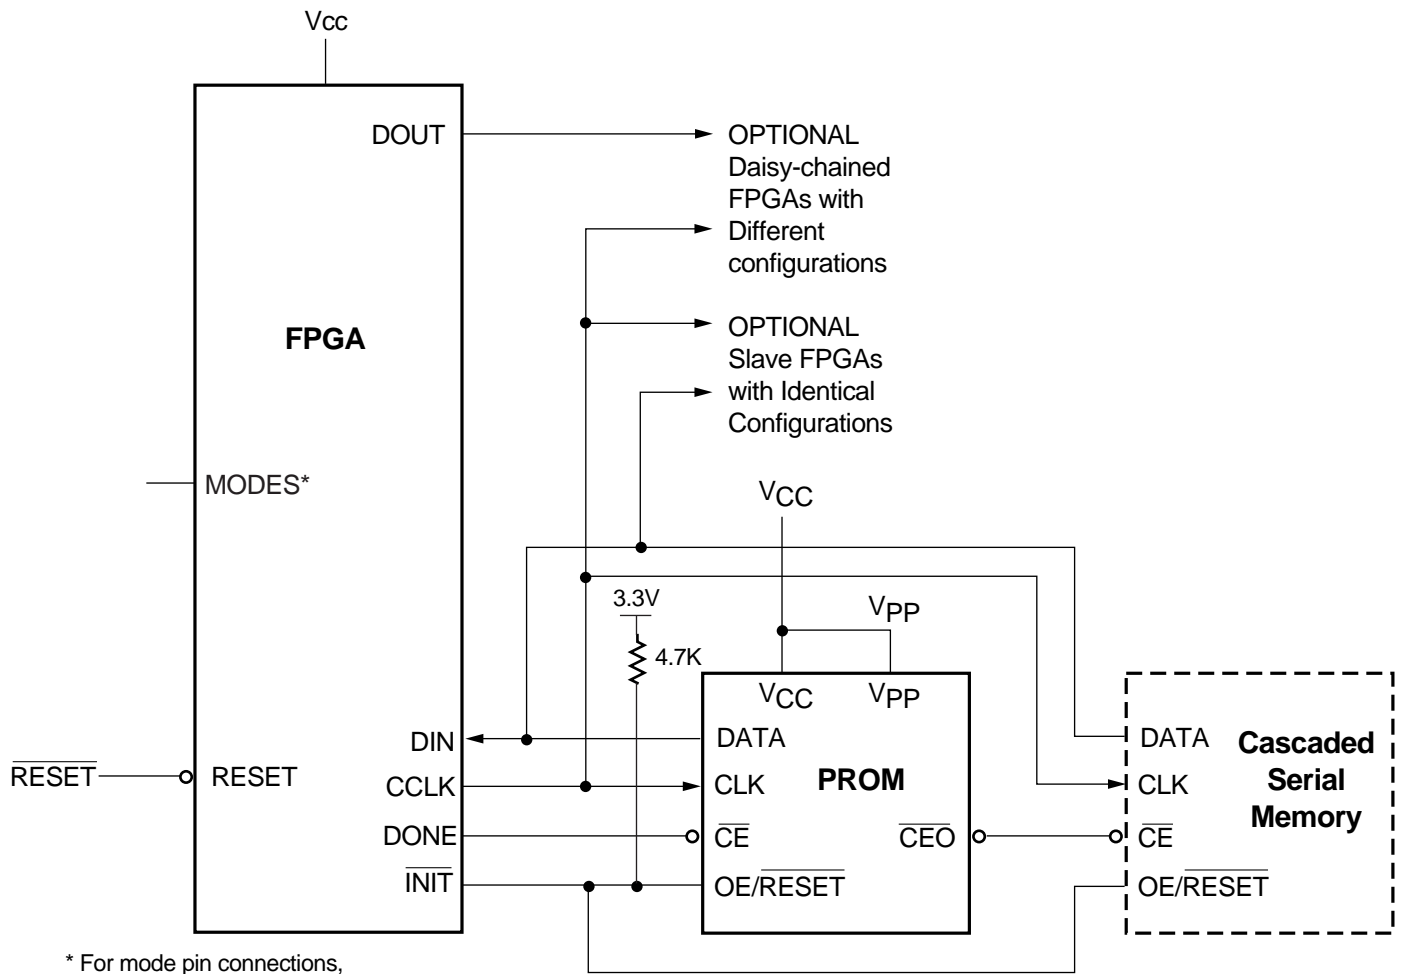 Vcc
DOUT
OPTIONAL
Daisy-chained
FPGAs with
Different
configurations
FPGA
OPTIONAL
Slave FPGAs
with Identical
Configurations
MODES*
VCC
3.3V
VPP
4.7K
VCC VPP
DIN
DATA
DATA
Cascaded
Serial
Memory
RESET
RESET
CCLK
CLK
PROM
CLK
DONE
CE
CEO
CE
INIT
OE/RESET
OE/RESET
* For mode pin connections,